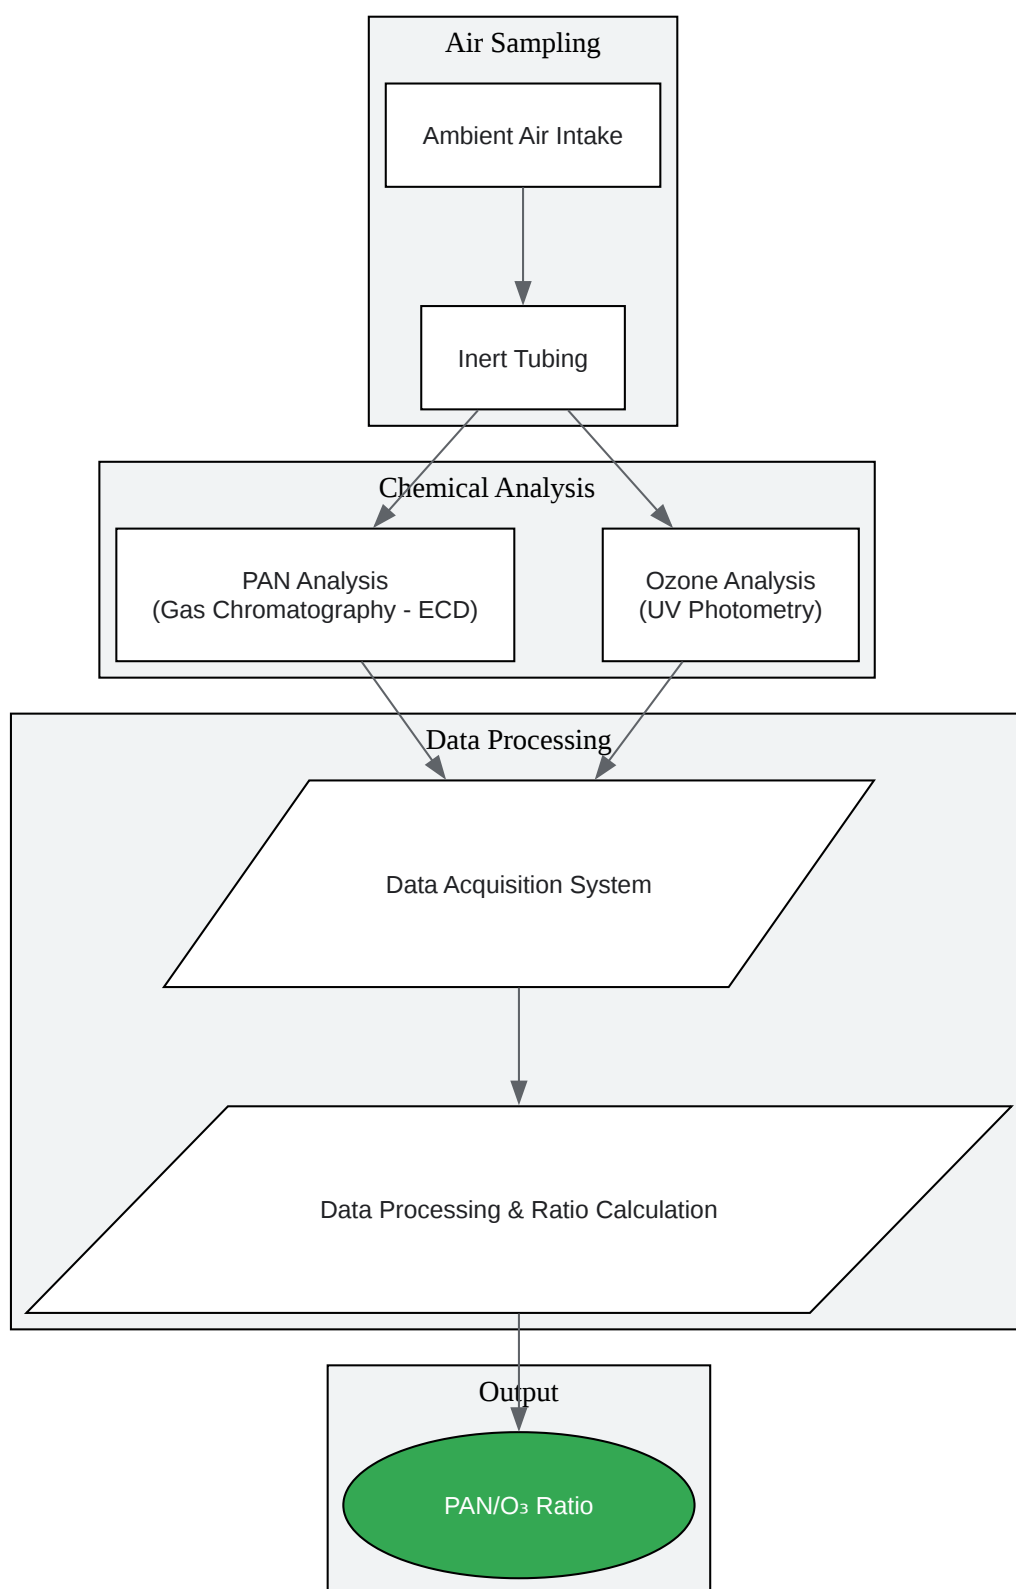 Air Sampling
Ambient Air Intake
Inert Tubing
Chemical Analysis
PAN Analysis
(Gas Chromatography - ECD)
Ozone Analysis
(UV Photometry)
Data Processing
Data Acquisition System
Data Processing & Ratio Calculation
Output
PAN/O₃ Ratio